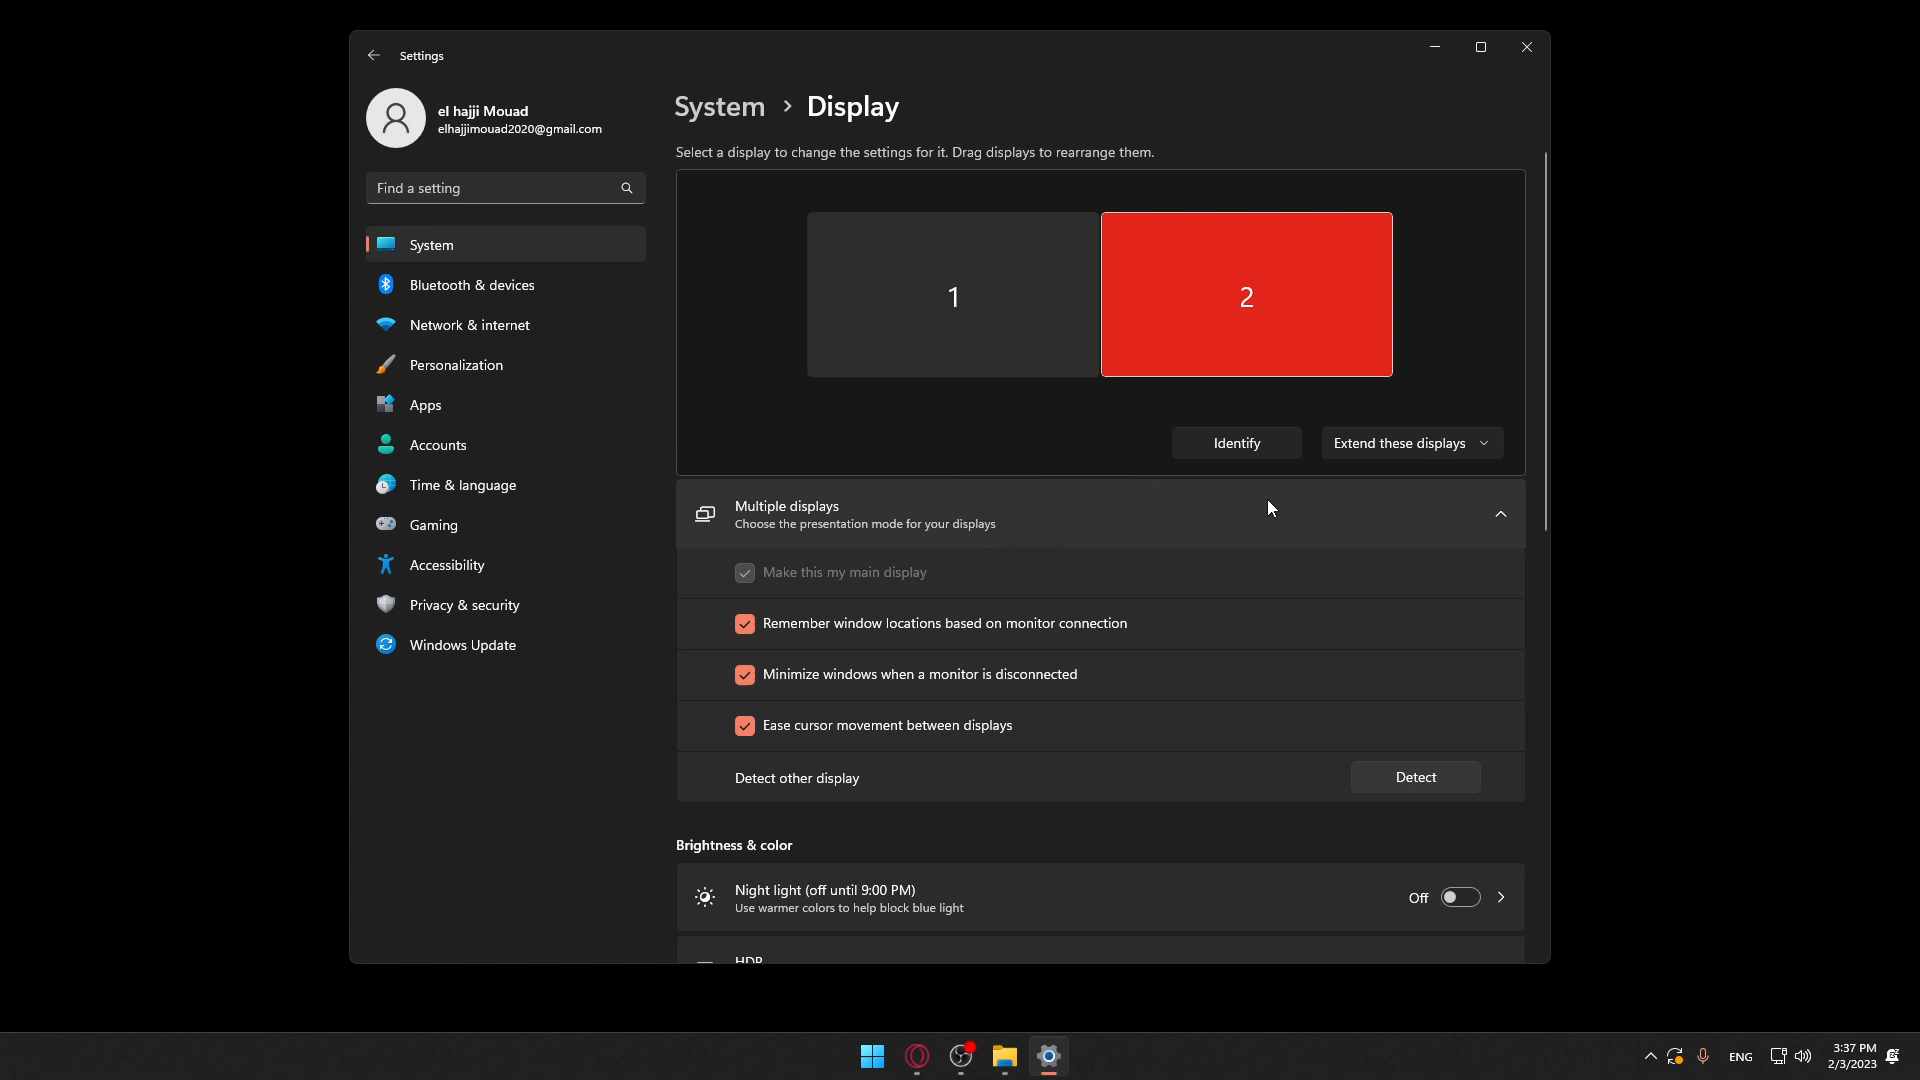 Settings
el hajji Mouad
elhajjimouad2020@gmail.com
Find a setting
System
Bluetooth & devices
Network & internet
Personalization
Apps
Accounts
Time & language
Gaming
Accessibility
Privacy & security
Windows Update
System > Display
Select a display to change the settings for it. Drag displays to rearrange them.
1 2
Identify Extend these displays
Multiple displays
Choose the presentation mode for your displays
Make this my main display
Remember window locations based on monitor connection
Minimize windows when a monitor is disconnected
Ease cursor movement between displays
Detect other display Detect
Brightness & color
Night light (off until 9:00 PM)
Use warmer colors to help block blue light
Off
HDR
ENG
3:37 PM
2/3/2023